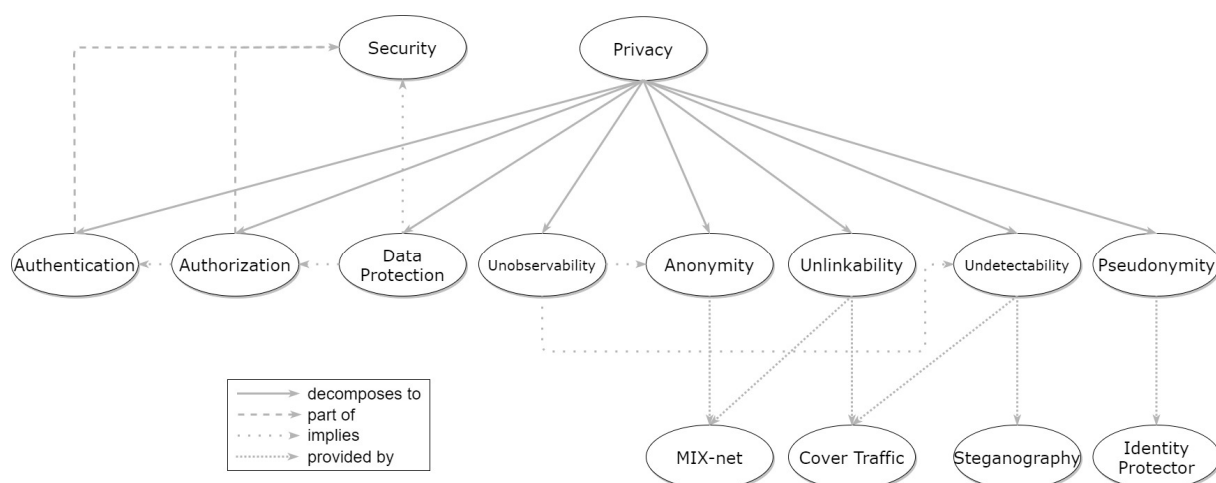 Security
Privacy
Authentication
Authorization
Data
Protection
Unobservability
Anonymity
Unlinkability
Undetectability
Pseudonymity
decomposes to
part of
implies
provided by
MIX-net
Cover Traffic
Steganography
Identity
Protector